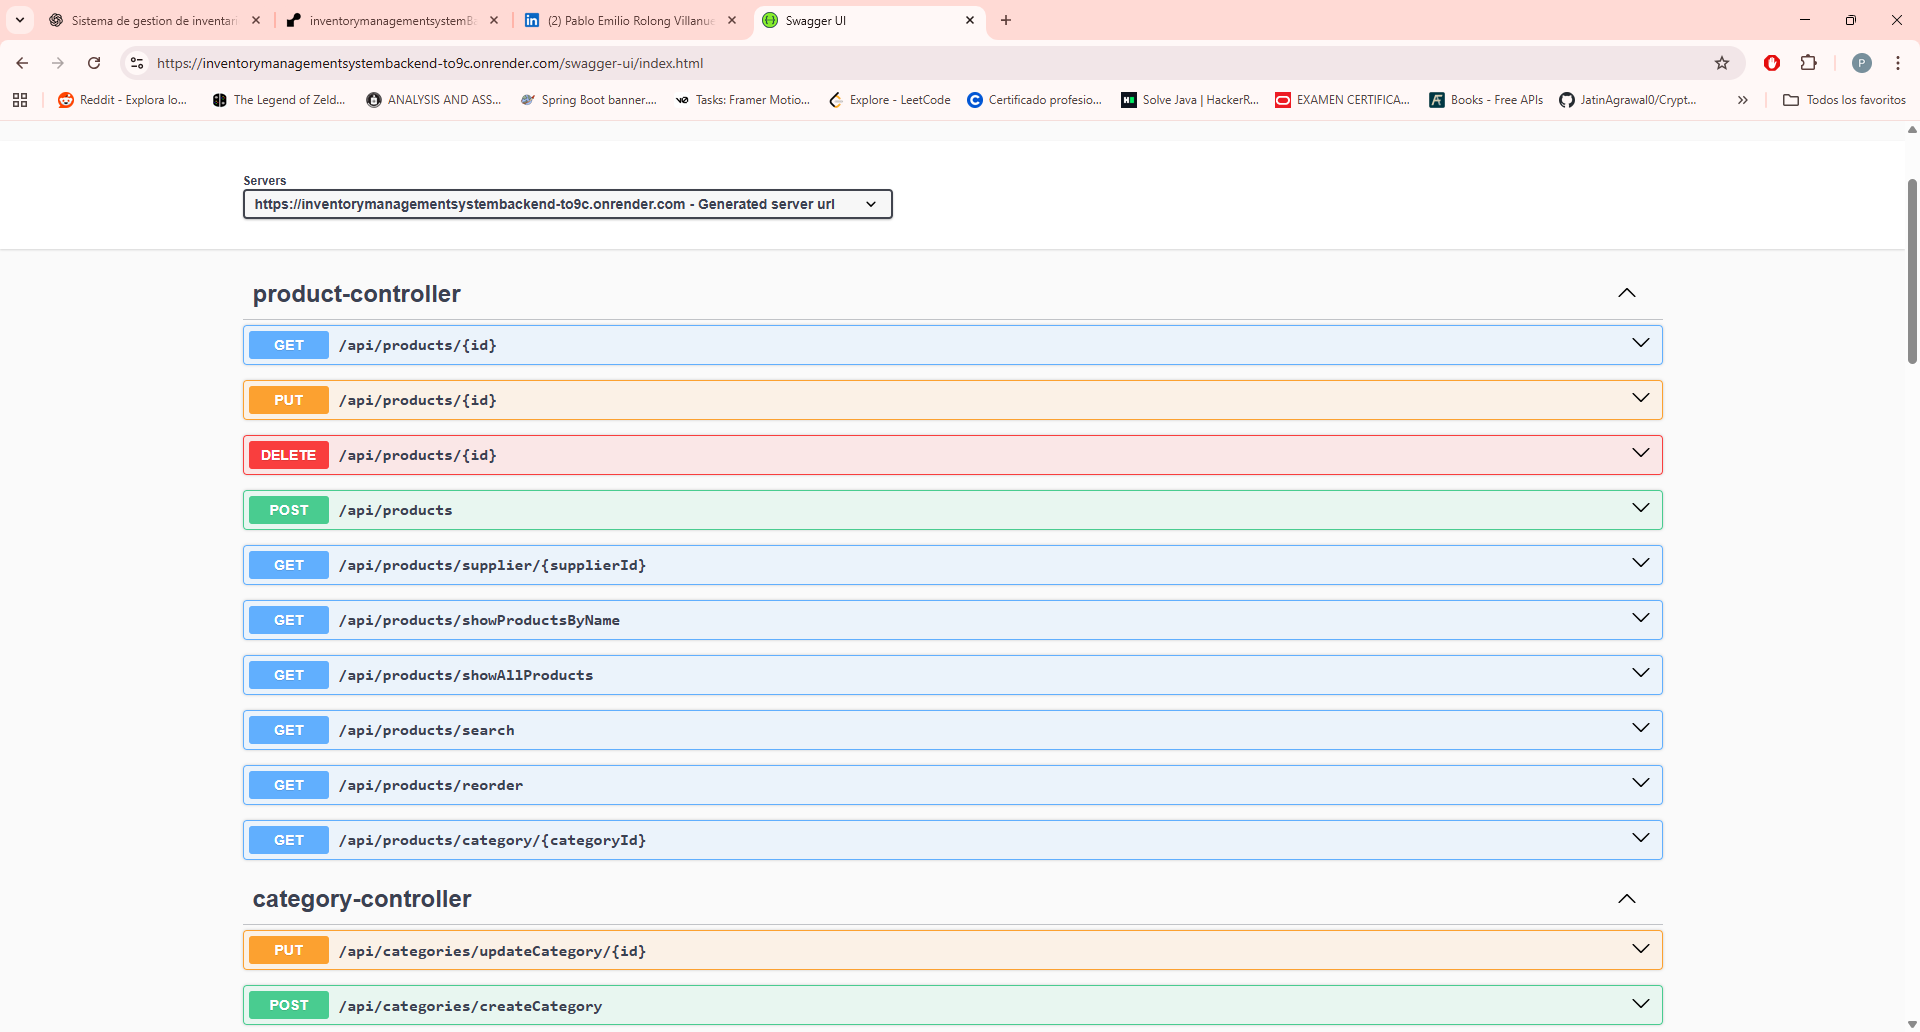 Sistema de gestion de inventari
inventorymanagementsystemBa
(2) Pablo Emilio Rolong Villanue
Swagger UI
https://inventorymanagementsystembackend-to9c.onrender.com/swagger-ui/index.html
P
Reddit - Explora lo...
The Legend of Zeld...
ANALYSIS AND ASS...
Spring Boot banner....
Tasks: Framer Motio...
Explore - LeetCode
Certificado profesio...
Solve Java | HackerR...
EXAMEN CERTIFICA...
Books - Free APIs
JatinAgrawal0/Crypt...
Todos los favoritos
Servers
https://inventorymanagementsystembackend-to9c.onrender.com - Generated server url
product-controller
GET /api/products/{id}
PUT /api/products/{id}
DELETE /api/products/{id}
POST /api/products
GET /api/products/supplier/{supplierId}
GET /api/products/showProductsByName
GET /api/products/showAllProducts
GET /api/products/search
GET /api/products/reorder
GET /api/products/category/{categoryId}
category-controller
PUT /api/categories/updateCategory/{id}
POST /api/categories/createCategory